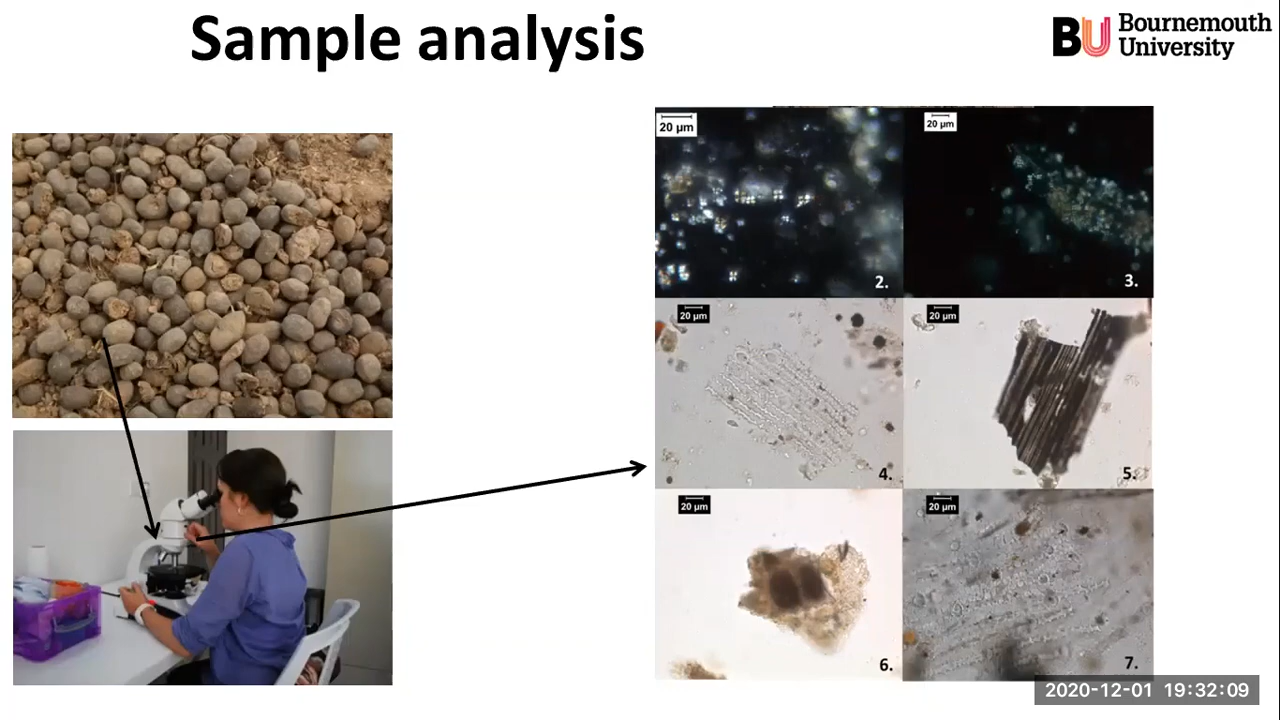 Sample analysis
BU Bournemouth
University
20 µm
20 µm
2.
3.
20 µm
20 µm
4.
5.
20 µm
20 µm
6.
7.
2020-12-01 19:32:09